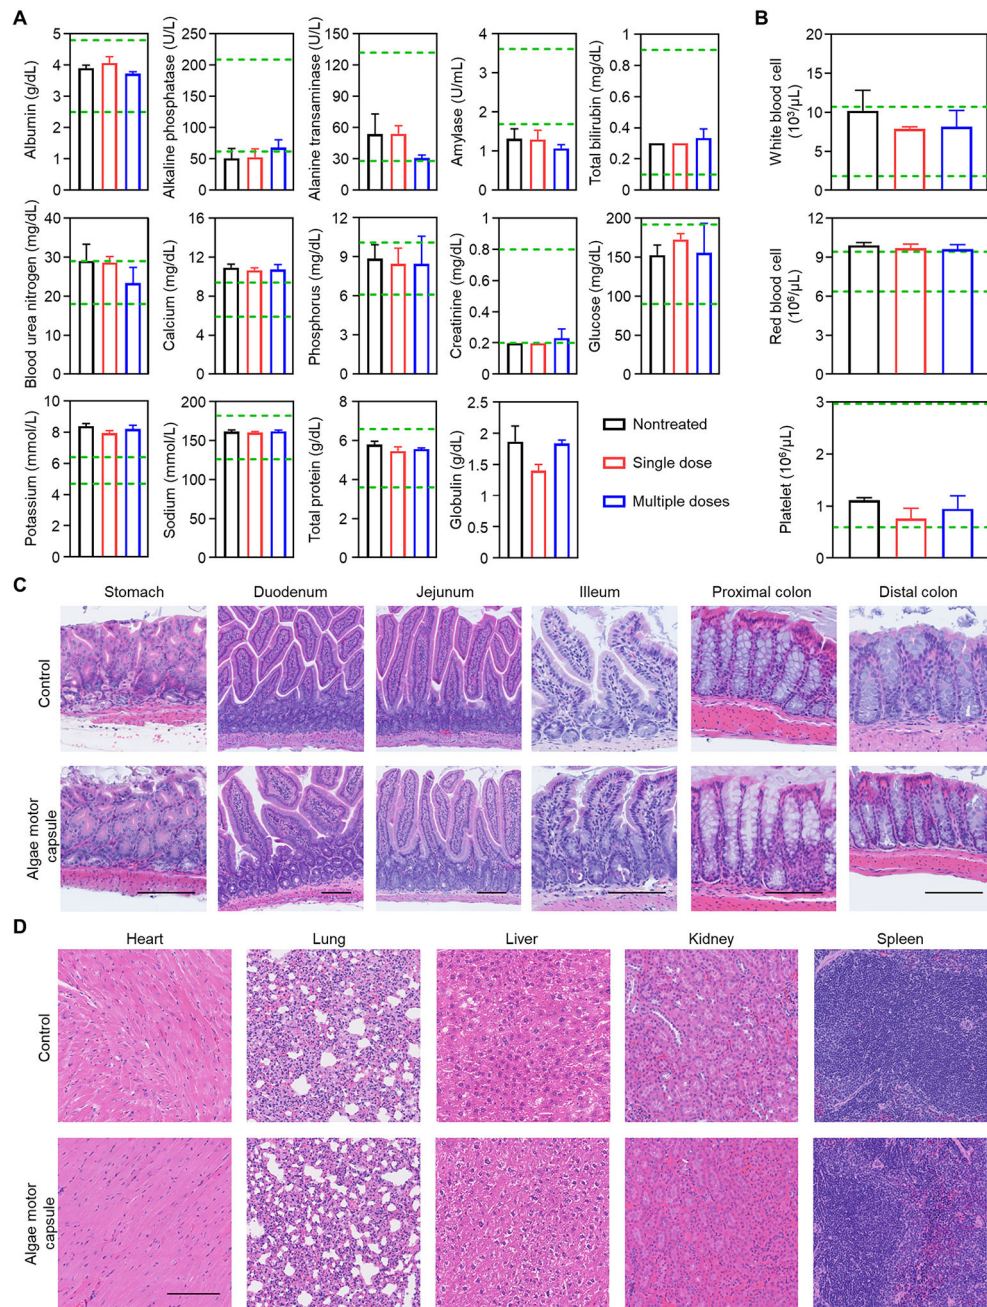 A
Albumin (g/dL)
5
4
3
2
1
0
Alkaline phosphatase (U/L)
250
200
150
100
50
0
Alanine transaminase (U/L)
150
120
90
60
30
0
Amylase (U/mL)
4
3
2
1
0
Total bilirubin (mg/dL)
1.0
0.8
0.6
0.4
0.2
0
B
White blood cell
(10³/µL)
20
15
10
5
0
Blood urea nitrogen (mg/dL)
40
30
20
10
0
Calcium (mg/dL)
20
16
12
8
4
0
Phosphorus (mg/dL)
12
9
6
3
0
Creatinine (mg/dL)
1.0
0.8
0.6
0.4
0.2
0
Glucose (mg/dL)
200
150
100
50
0
Red blood cell
(10⁶/µL)
12
9
6
3
0
Potassium (mmol/L)
10
8
6
4
2
0
Sodium (mmol/L)
200
150
100
50
0
Total protein (g/dL)
8
6
4
2
0
Globulin (g/dL)
2.5
2
1.5
1
0.5
0
Nontreated
Single dose
Multiple doses
Platelet (10⁶/µL)
3
2
1
0
C
Stomach
Duodenum
Jejunum
Illeum
Proximal colon
Distal colon
Control
Algae motor
capsule
D
Heart
Lung
Liver
Kidney
Spleen
Control
Algae motor
capsule